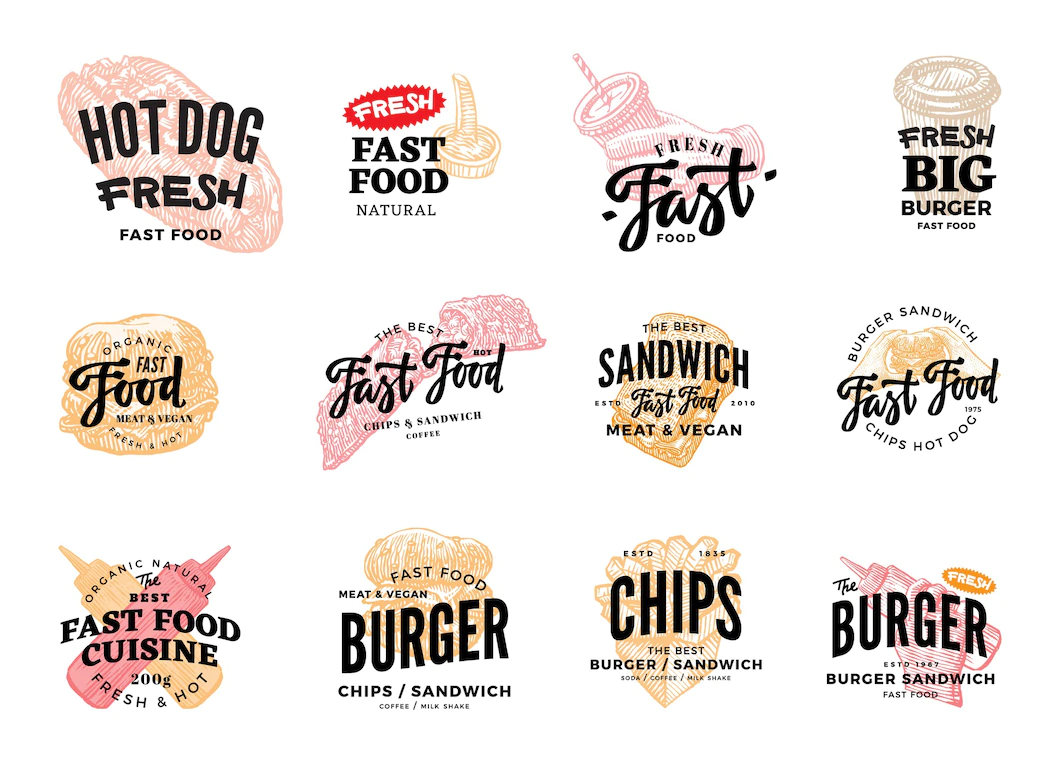 HOT DOG
FRESH
FAST FOOD
FRESH
FAST
FOOD
NATURAL
FRESH
Fast
FOOD
FRESH
BIG
BURGER
FAST FOOD
ORGANIC
FAST
Food
MEAT & VEGAN
FRESH & HOT
THE BEST
HOT
Fast Food
CHIPS & SANDWICH
COFFEE
THE BEST
SANDWICH
ESTD Fast Food 2010
MEAT & VEGAN
BURGER SANDWICH
Fast Food
1975
CHIPS HOT DOG
ORGANIC NATURAL
The
BEST
FAST FOOD
CUISINE
200g
FRESH & HOT
FAST FOOD
MEAT & VEGAN
BURGER
CHIPS / SANDWICH
COFFEE / MILK SHAKE
ESTD 1835
CHIPS
THE BEST
BURGER / SANDWICH
SODA / COFFEE / MILK SHAKE
The FRESH
BURGER
ESTD 1967
BURGER SANDWICH
FAST FOOD